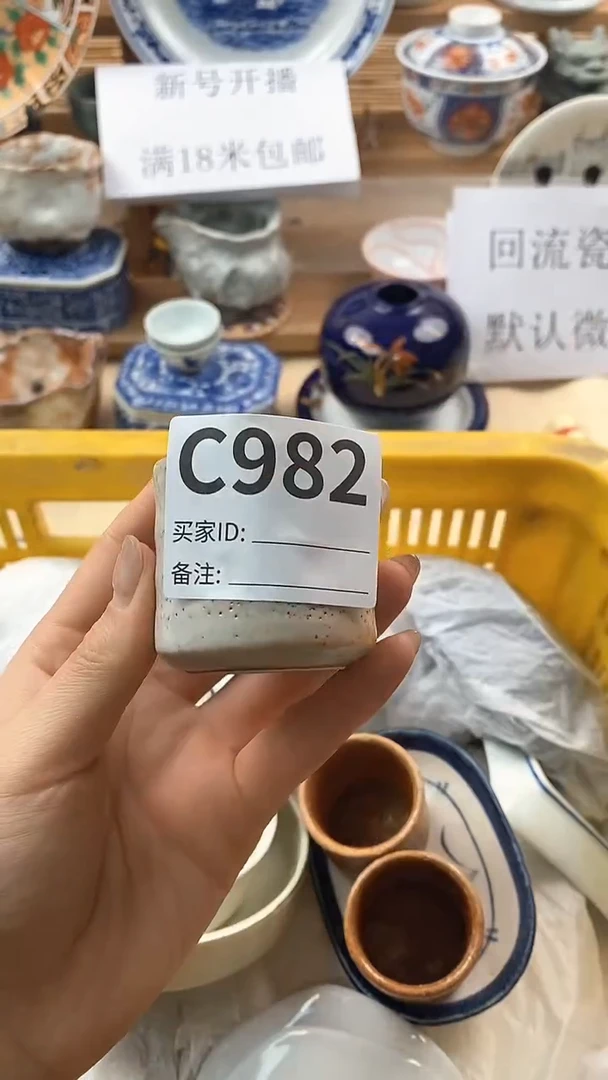 新号开播
满18米包邮
回流瓷
默认微
C982
买家ID:
备注: